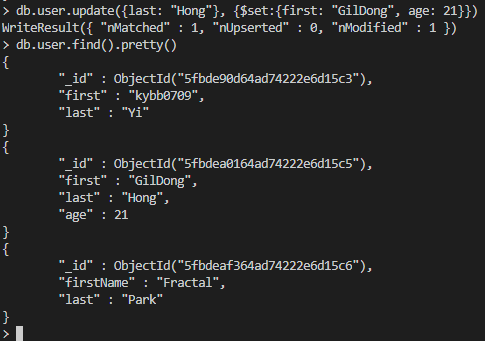 > db.user.update({last: "Hong"}, {$set:{first: "GilDong", age: 21}})
WriteResult({ "nMatched" : 1, "nUpserted" : 0, "nModified" : 1 })
> db.user.find().pretty()
{
        "_id" : ObjectId("5fbde90d64ad74222e6d15c3"),
        "first" : "kybb0709",
        "last" : "Yi"
}
{
        "_id" : ObjectId("5fbdea0164ad74222e6d15c5"),
        "first" : "GilDong",
        "last" : "Hong",
        "age" : 21
}
{
        "_id" : ObjectId("5fbdeaf364ad74222e6d15c6"),
        "firstName" : "Fractal",
        "last" : "Park"
}
>